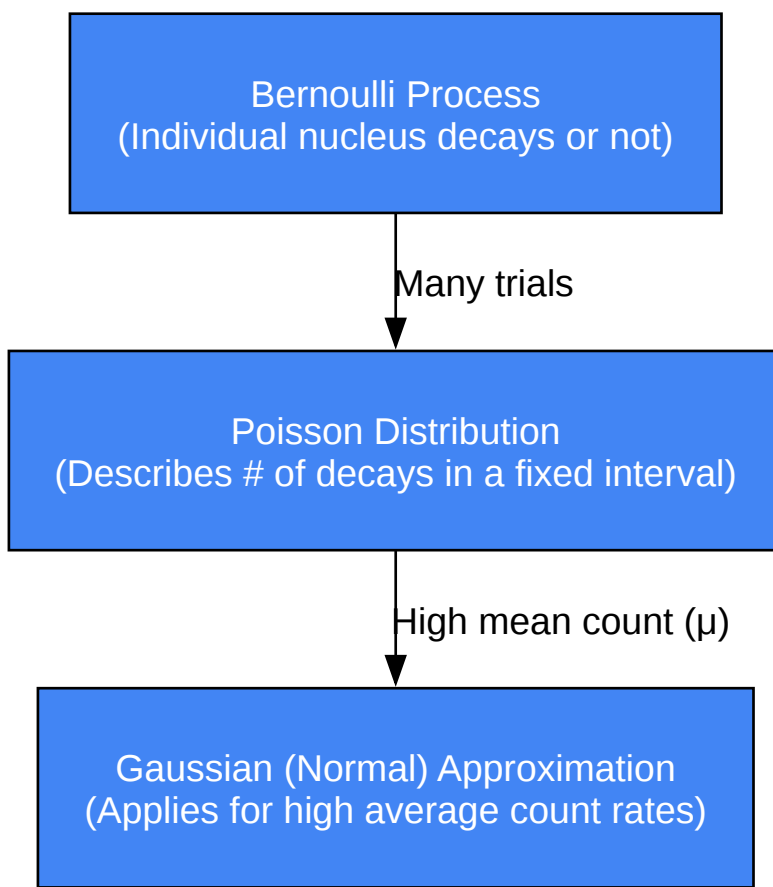 Bernoulli Process
(Individual nucleus decays or not)
Many trials
Poisson Distribution
(Describes # of decays in a fixed interval)
High mean count (μ)
Gaussian (Normal) Approximation
(Applies for high average count rates)